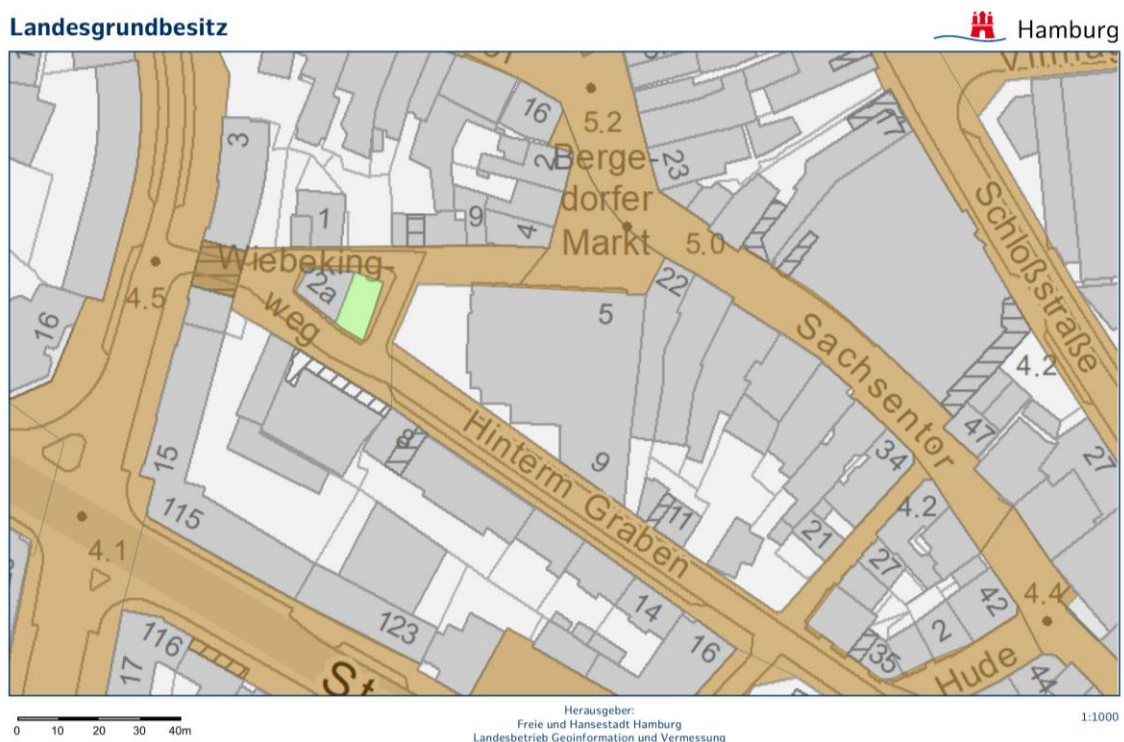 Landesgrundbesitz
Hamburg
16
5.2
3
2
Berge-
23
7
dorfer
1
9
4
Markt
5.0
Schloßstraße
Wiebeking-
weg
2a
22
5
4.5
16
Sachsentor
4.2
8
Hinterm Graben
9
34
47
27
15
115
11
21
4.2
4.1
27
14
42
4.4
123
16
2
116
17
35
Hude
44
St
0 10 20 30 40m
Herausgeber:
Freie und Hansestadt Hamburg
Landesbetrieb Geoinformation und Vermessung
1:1000